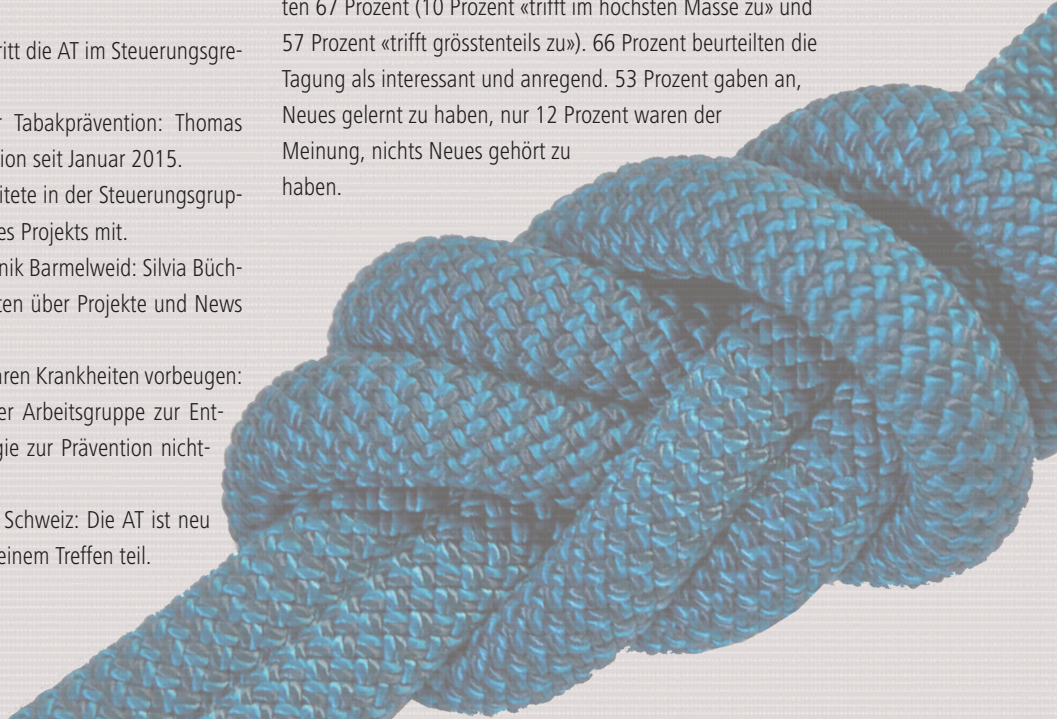 ritt die AT im Steuerungsgre-
r Tabakprävention: Thomas
ion seit Januar 2015.
itete in der Steuerungsgrup-
es Projekts mit.
nik Barmelweid: Silvia Büch-
ten über Projekte und News
aren Krankheiten vorbeugen:
er Arbeitsgruppe zur Ent-
gie zur Prävention nicht-
Schweiz: Die AT ist neu
einem Treffen teil.
ten 67 Prozent (10 Prozent «trifft im höchsten Masse zu» und
57 Prozent «trifft grösstenteils zu»). 66 Prozent beurteilten die
Tagung als interessant und anregend. 53 Prozent gaben an,
Neues gelernt zu haben, nur 12 Prozent waren der
Meinung, nichts Neues gehört zu
haben.